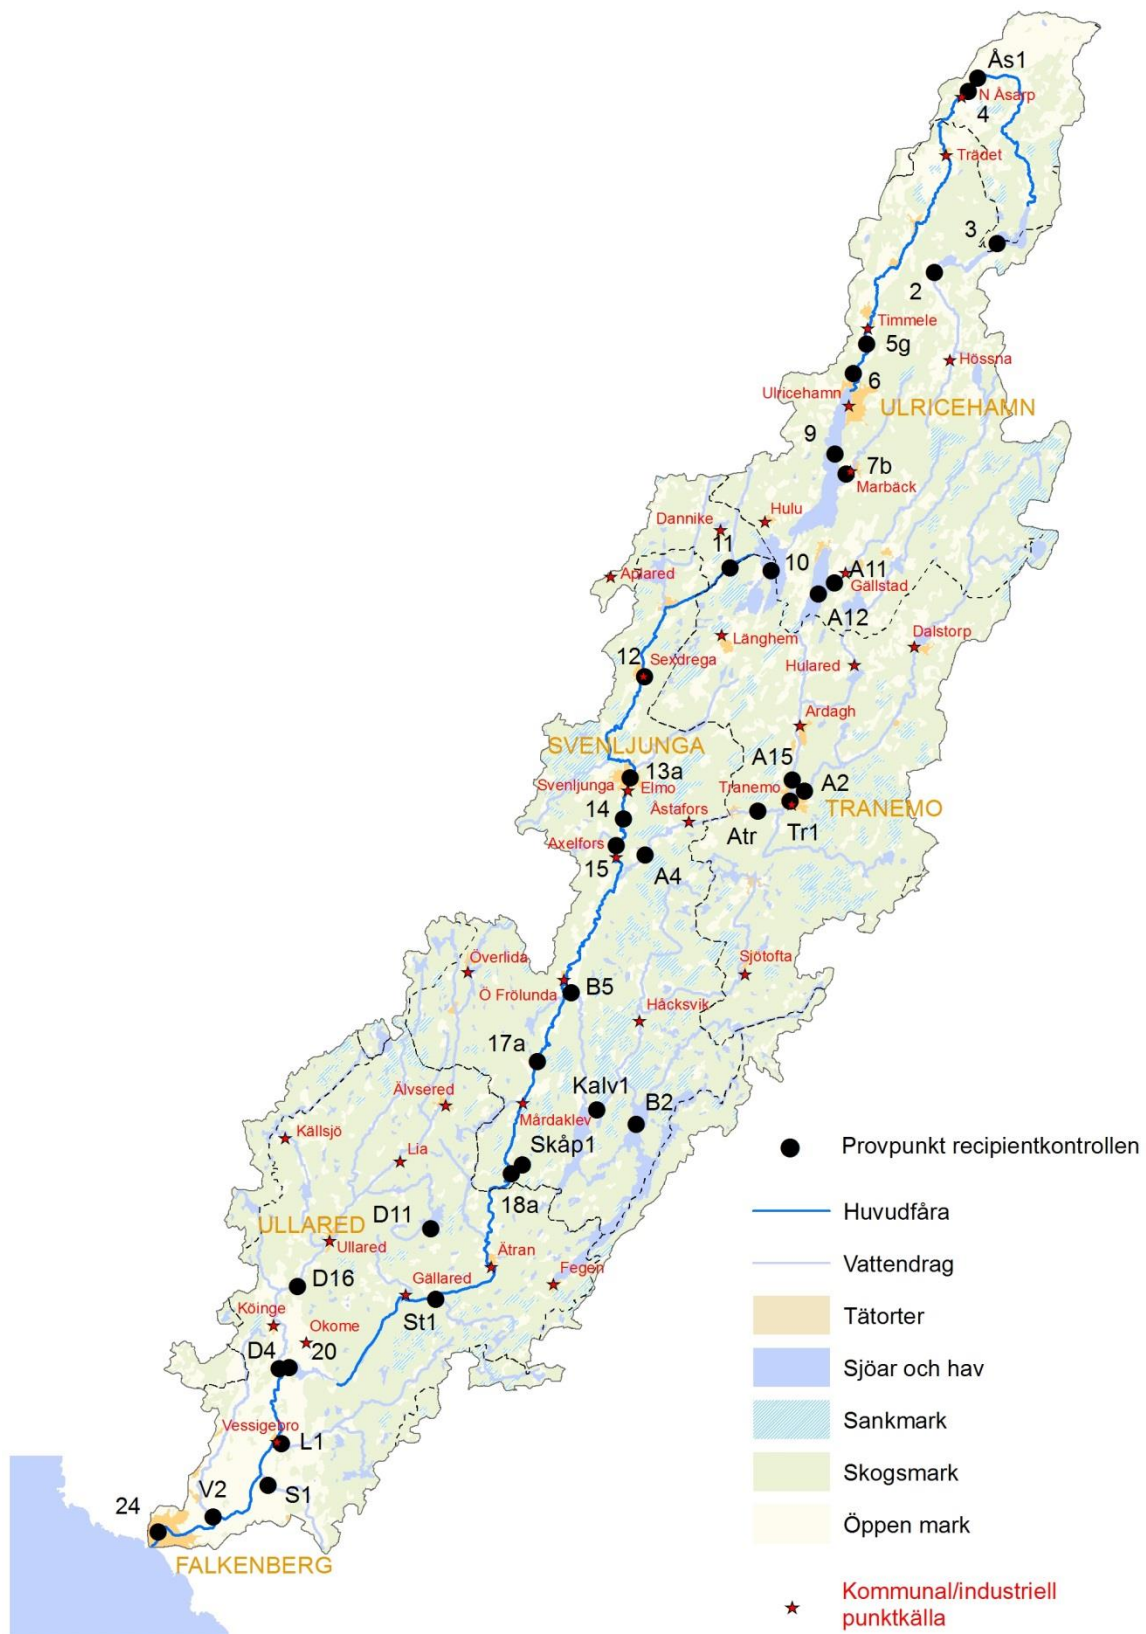 Ås1
N Åsarp
4
Trädet
3
2
Timmele
5g
Hössna
6
Ulricehamn
ULRICEHAMN
9
7b
Marbäck
Hulu
Dannike
11
10
Aplared
A11
Gällstad
A12
Länghem
Dalstorp
12
Sexdrega
Hulared
Ardagh
SVENLJUNGA
A15
13a
Svenljunga
Elmo
Tranemo
A2
14
Åstafors
TRANEMO
Atr
Tr1
Axelfors
15
A4
Överlida
Sjötofta
Ö Frölunda
B5
Håcksvik
17a
Älvsered
Kalv1
B2
Mårdaklev
Källsjö
Lia
Skåp1
18a
D11
ULLARED
Ullared
Ätran
D16
Gällared
Fegen
St1
Köinge
Okome
D4
20
Vessigebro
L1
S1
V2
24
FALKENBERG
Provpunkt recipientkontrollen
Huvudfåra
Vattendrag
Tätorter
Sjöar och hav
Sankmark
Skogsmark
Öppen mark
Kommunal/industriell
punktkälla